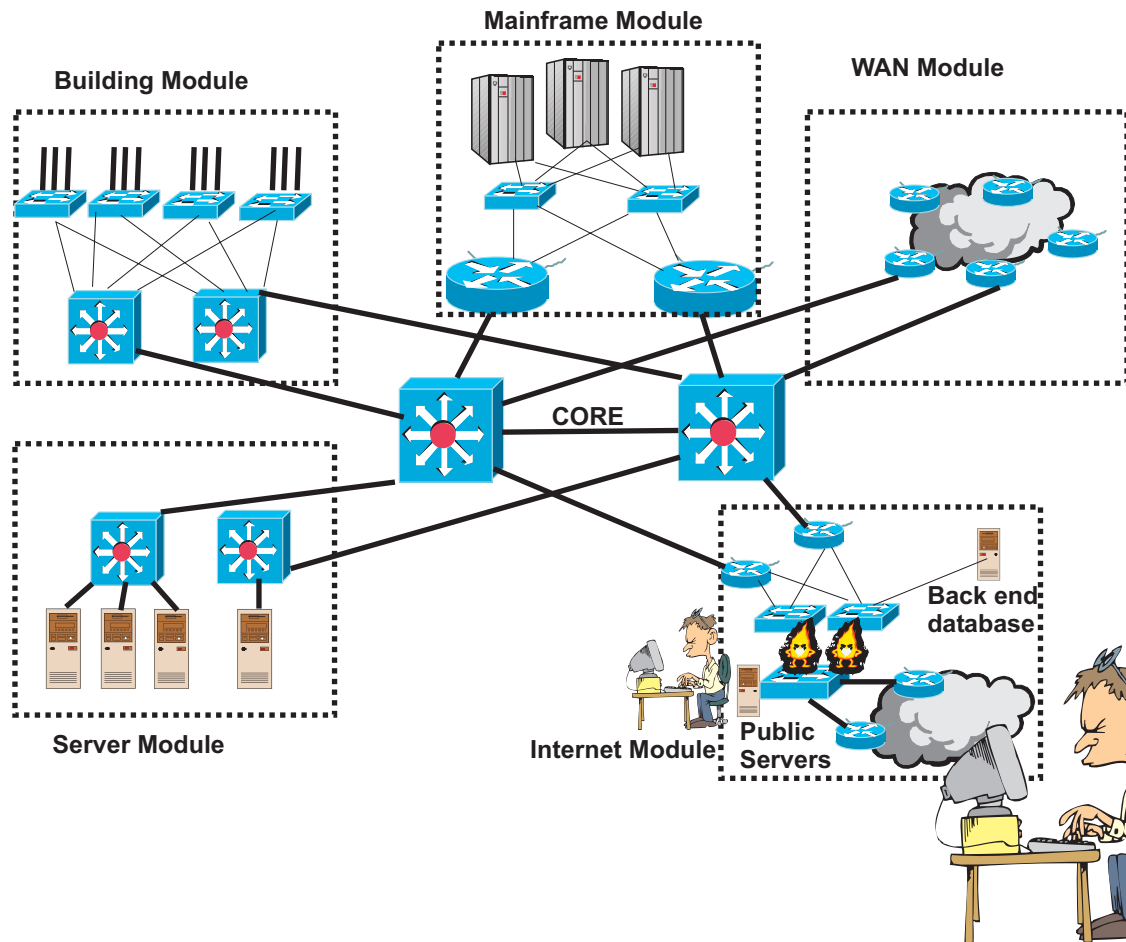 Mainframe Module
Building Module
WAN Module
CORE
Back end
database
Server Module
Internet Module
Public
Servers